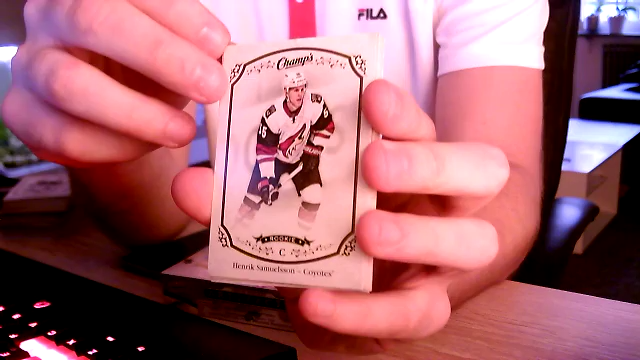 FILA
Champ's
ROOKIE
C
Henrik Samuelsson - Coyotes